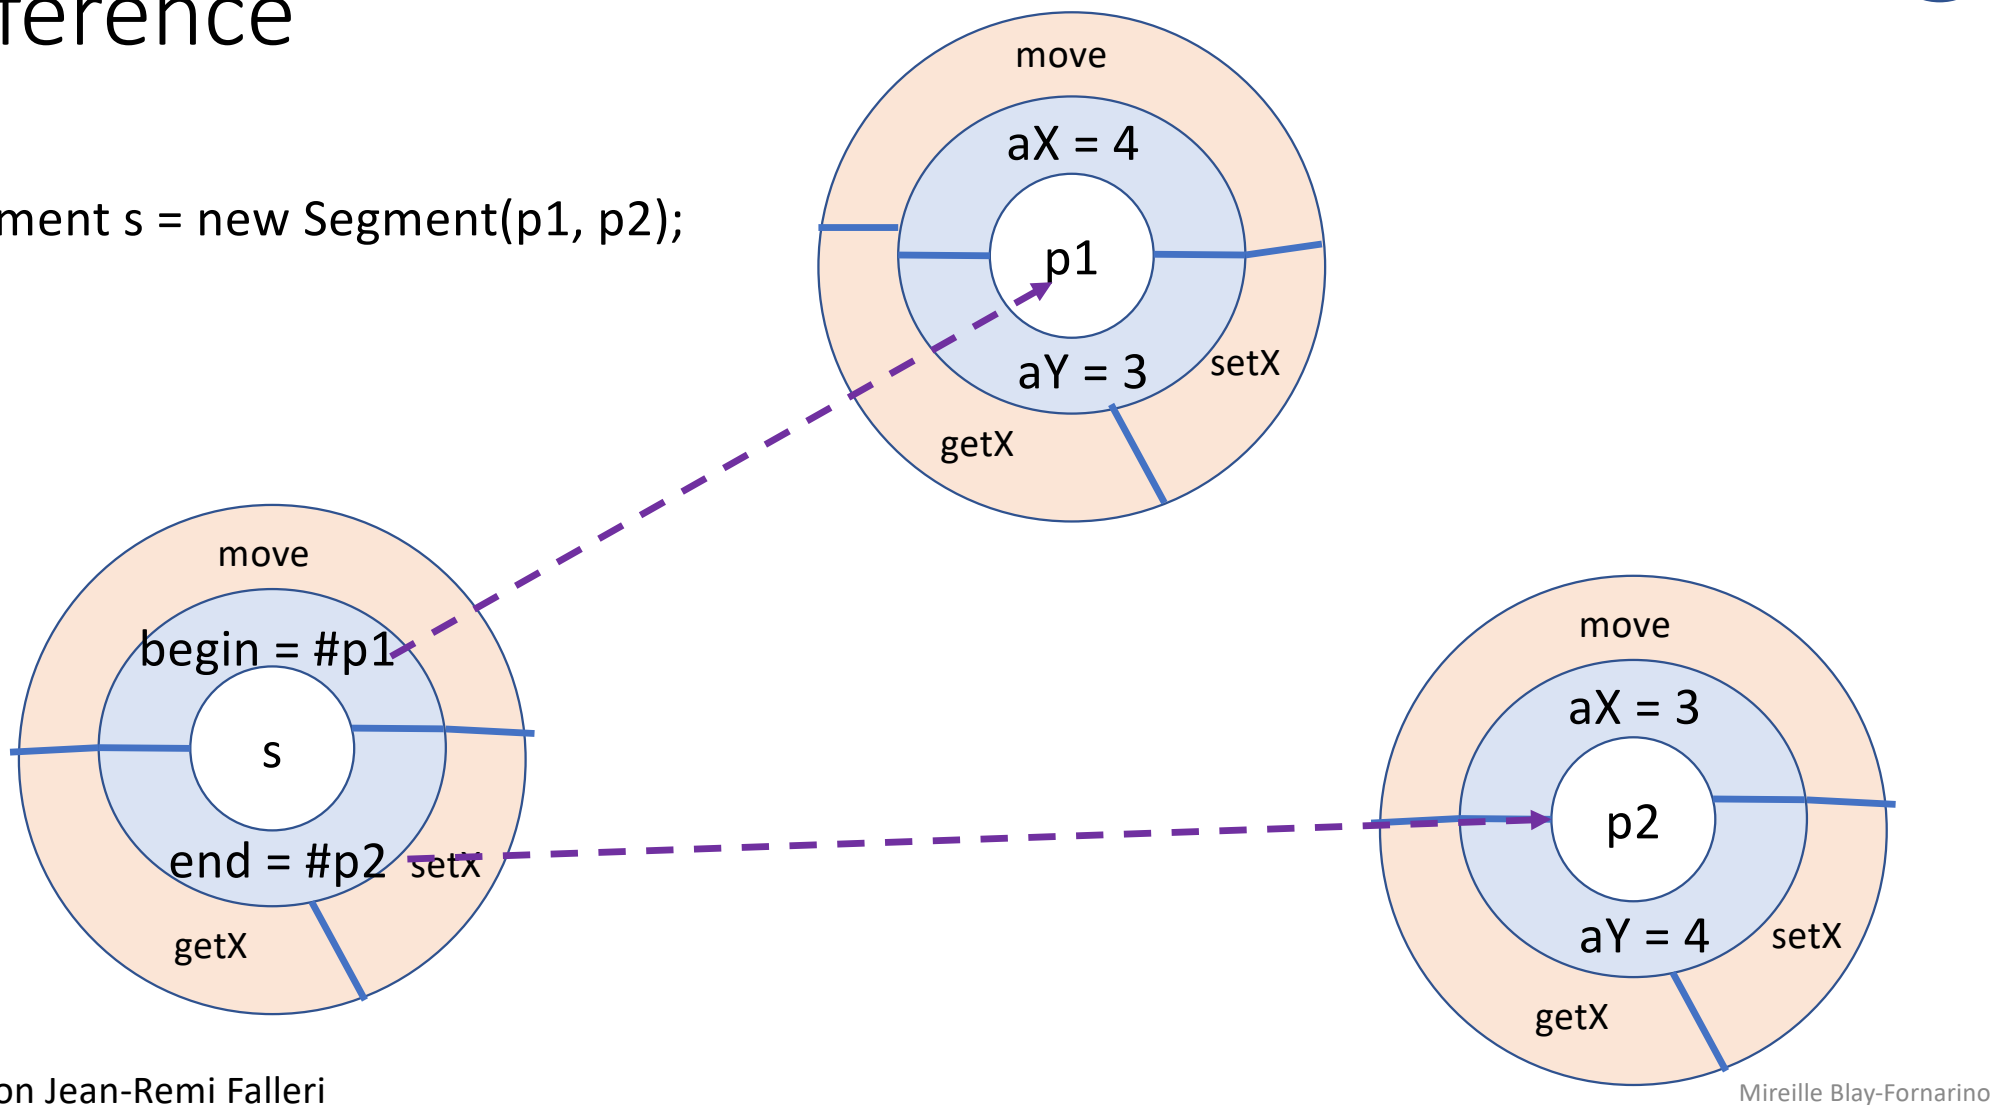 ference
ment s = new Segment(p1, p2);
move
aX = 4
p1
aY = 3
setX
getX
move
begin = #p1
s
end = #p2
setX
getX
move
aX = 3
p2
aY = 4
setX
getX
on Jean-Remi Falleri
Mireille Blay-Fornarino